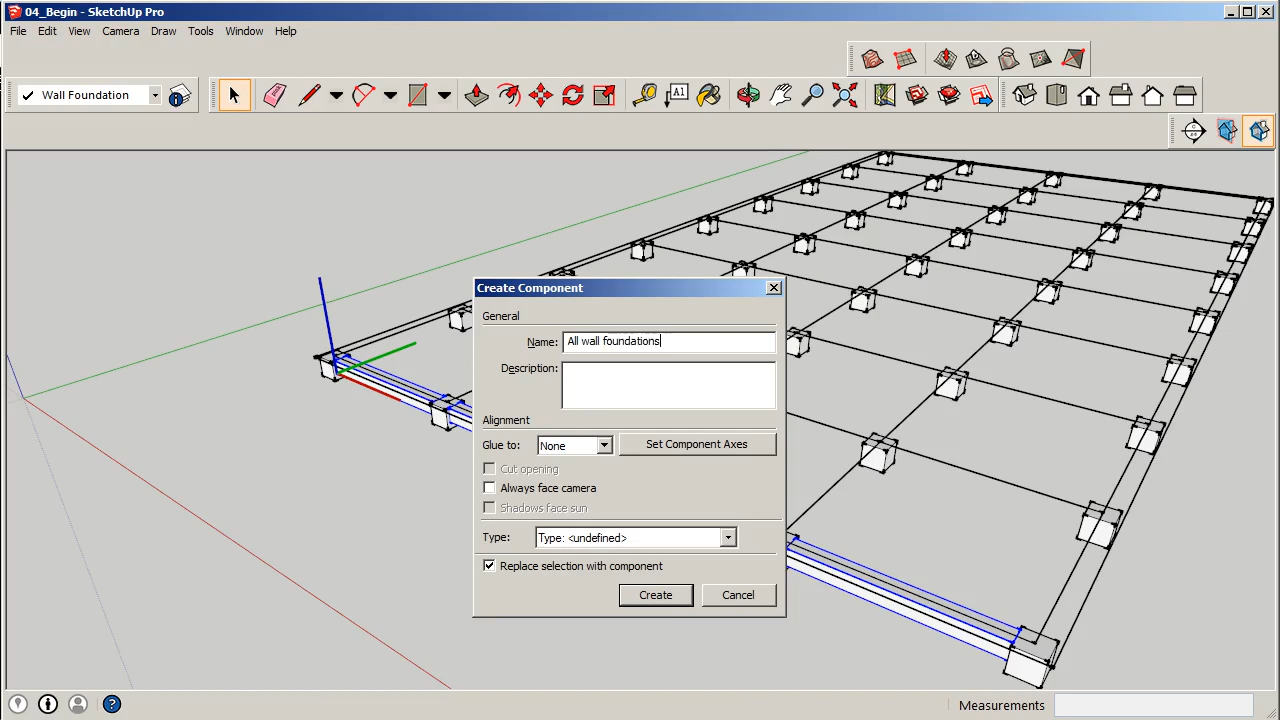 04_Begin - SketchUp Pro
File Edit View Camera Draw Tools Window Help
Wall Foundation
A1
Create Component
General
Name: All wall foundations
Description:
Alignment
Glue to: None Set Component Axes
Cut opening
Always face camera
Shadows face sun
Type: Type: <undefined>
Replace selection with component
Create Cancel
Measurements